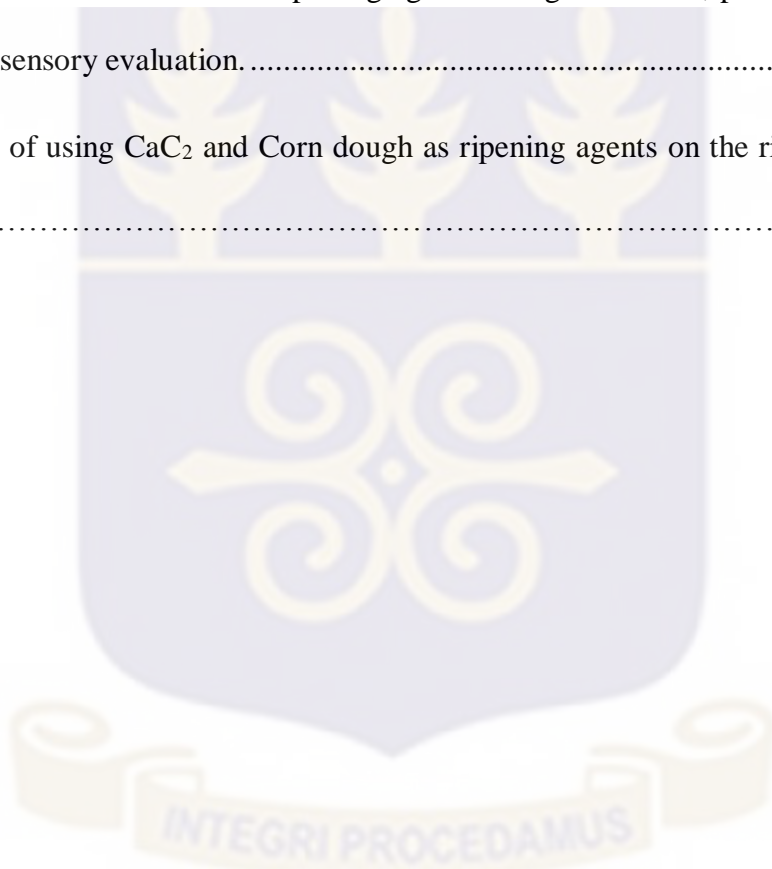 sensory evaluation. ........................................................................
of using CaC₂ and Corn dough as ripening agents on the
........................................................................
INTEGRI PROCEDAMUS